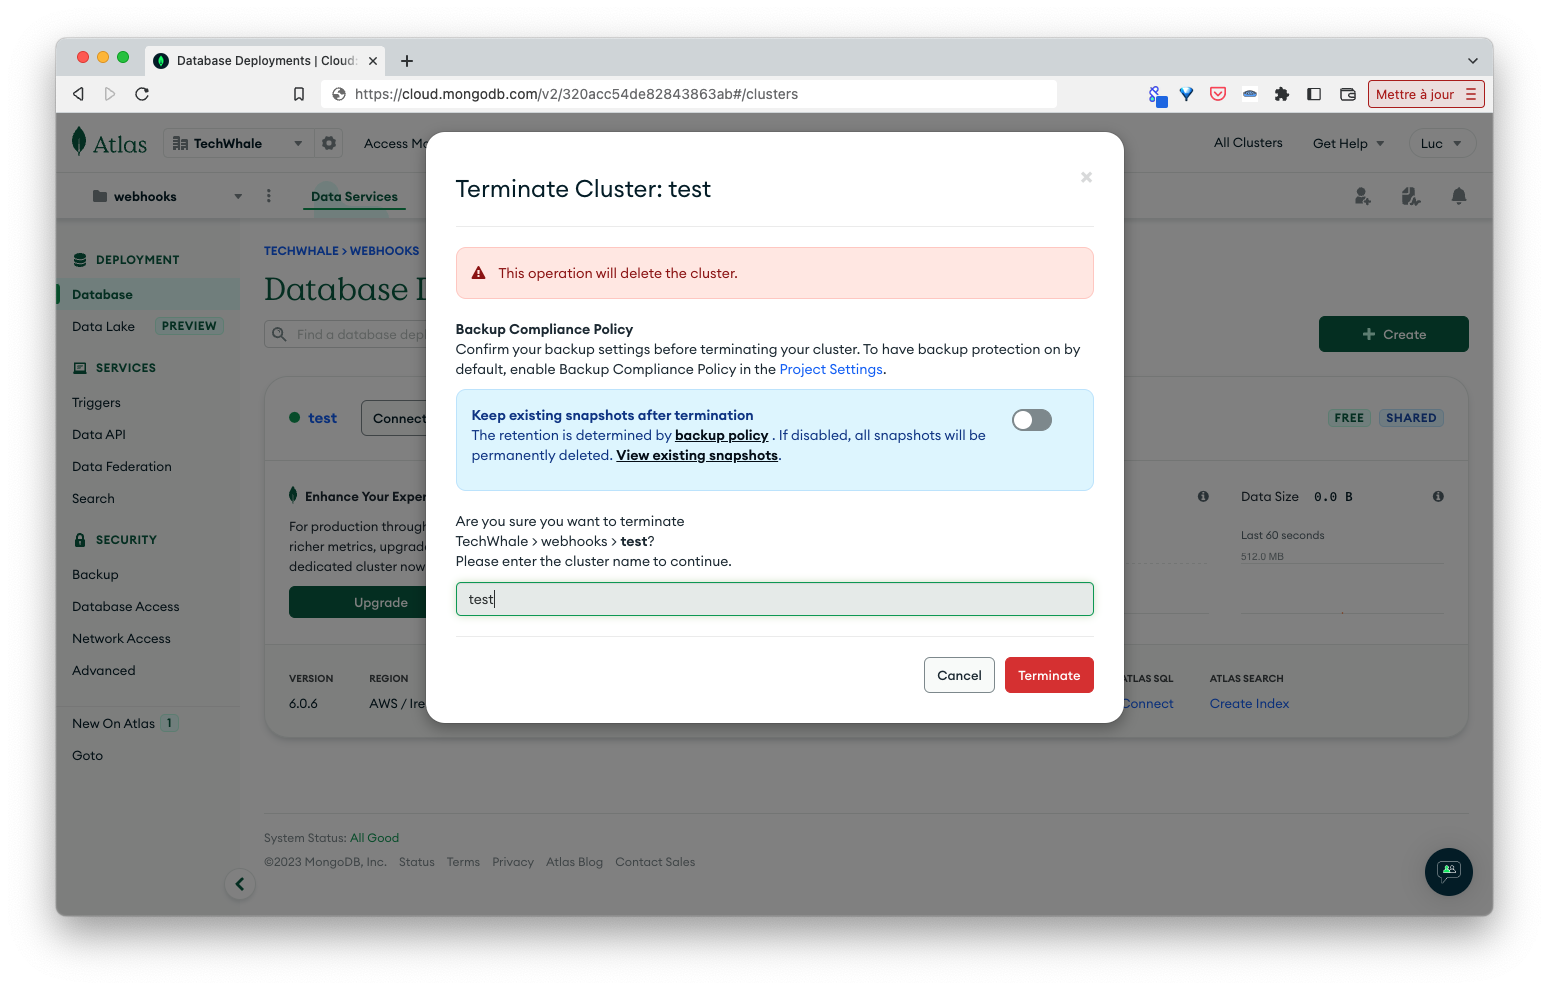 Database Deployments | Cloud:
https://cloud.mongodb.com/v2/320acc54de82843863ab#/clusters
Mettre à jour
Atlas
TechWhale
Access Ma
All Clusters
Get Help
Luc
webhooks
Data Services
DEPLOYMENT
Database
Data Lake
PREVIEW
SERVICES
Triggers
Data API
Data Federation
Search
SECURITY
Backup
Database Access
Network Access
Advanced
New On Atlas 1
Goto
TECHWHALE > WEBHOOKS
Database D
Find a database depl
+ Create
test
Connect
FREE
SHARED
Enhance Your Exper
For production through
richer metrics, upgrade
dedicated cluster now
Upgrade
Data Size 0.0 B
Last 60 seconds
512.0 MB
VERSION
6.0.6
REGION
AWS / Ire
ATLAS SQL
Connect
ATLAS SEARCH
Create Index
System Status: All Good
©2023 MongoDB, Inc. Status Terms Privacy Atlas Blog Contact Sales
Terminate Cluster: test
This operation will delete the cluster.
Backup Compliance Policy
Confirm your backup settings before terminating your cluster. To have backup protection on by
default, enable Backup Compliance Policy in the Project Settings.
Keep existing snapshots after termination
The retention is determined by backup policy . If disabled, all snapshots will be
permanently deleted. View existing snapshots.
Are you sure you want to terminate
TechWhale > webhooks > test?
Please enter the cluster name to continue.
test
Cancel
Terminate